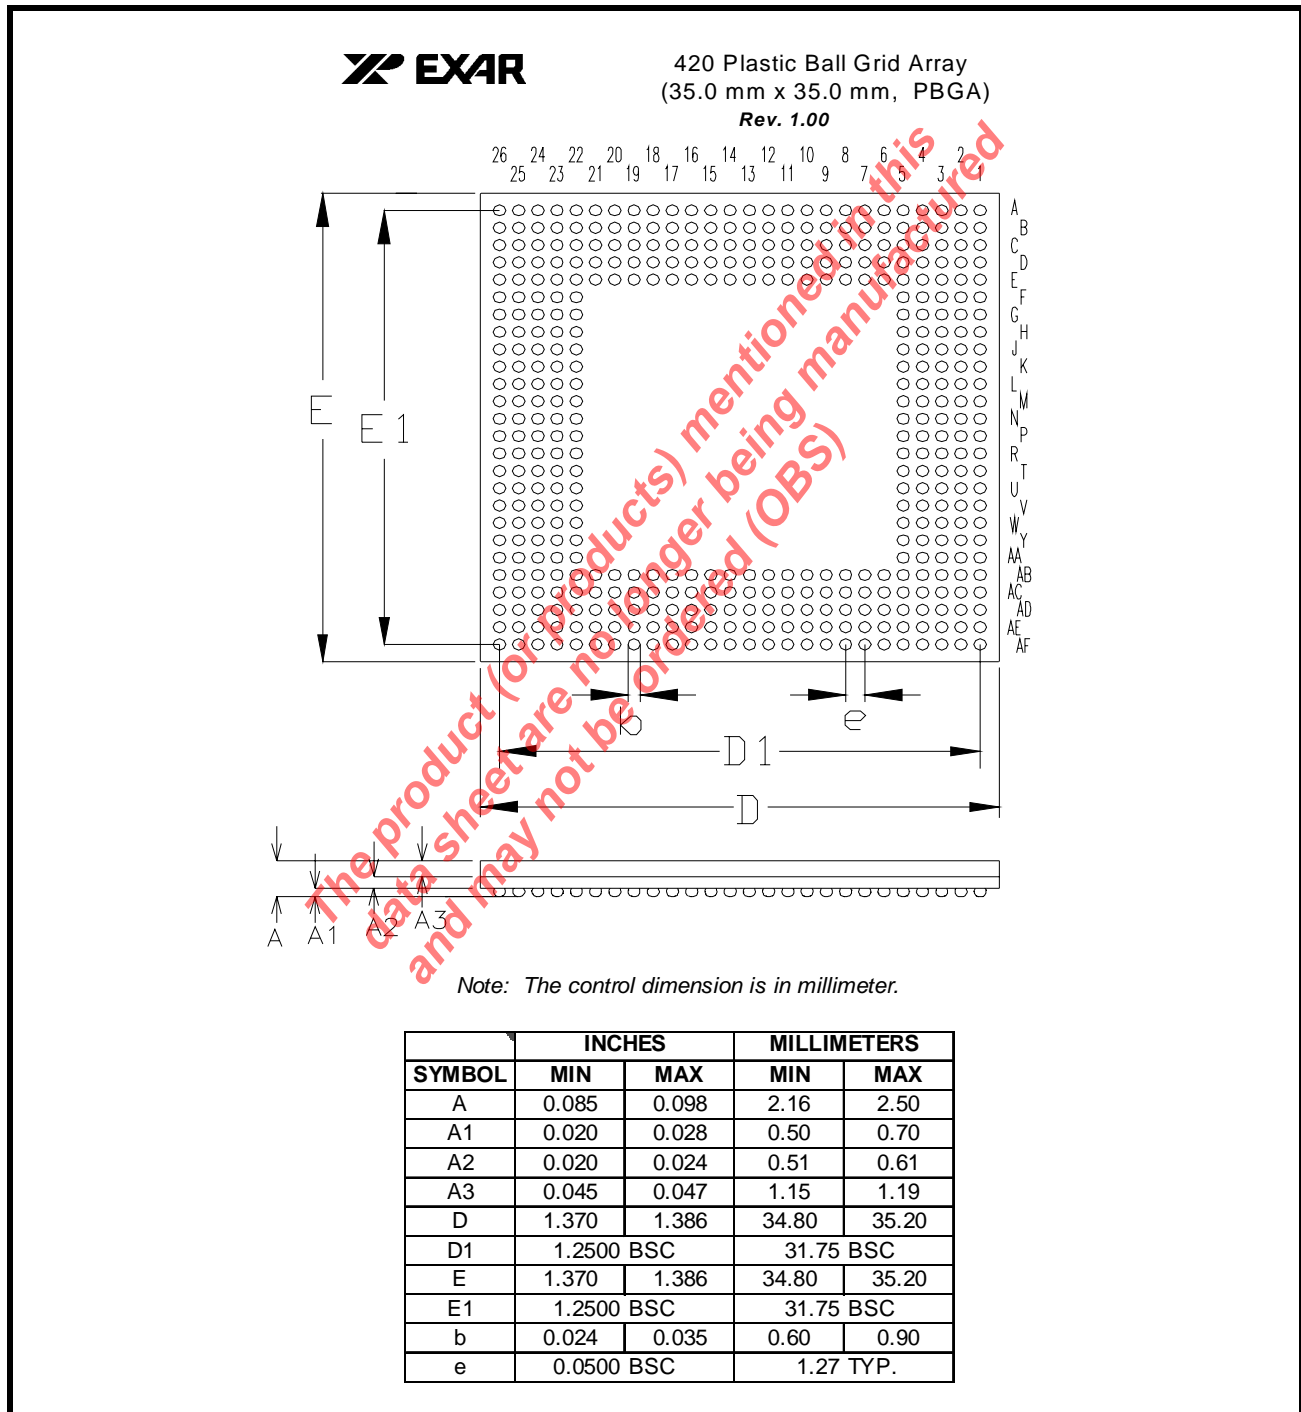 EXAR
420 Plastic Ball Grid Array
(35.0 mm x 35.0 mm, PBGA)
Rev. 1.00
26 24 22 20 18 16 14 12 10 8 6 4 2
25 23 21 19 17 15 13 11 9 7 5 3 1
A
B
C
D
E
F
G
H
J
K
L
M
N
P
R
T
U
V
W
Y
AA
AB
AC
AD
AE
AF
E
E1
b
e
D1
D
A
A1
A2
A3
The product (or products) mentioned in this
data sheet are no longer being manufactured
and may not be ordered (OBS)
Note: The control dimension is in millimeter.
INCHES MILLIMETERS
SYMBOL MIN MAX MIN MAX
A 0.085 0.098 2.16 2.50
A1 0.020 0.028 0.50 0.70
A2 0.020 0.024 0.51 0.61
A3 0.045 0.047 1.15 1.19
D 1.370 1.386 34.80 35.20
D1 1.2500 BSC 31.75 BSC
E 1.370 1.386 34.80 35.20
E1 1.2500 BSC 31.75 BSC
b 0.024 0.035 0.60 0.90
e 0.0500 BSC 1.27 TYP.